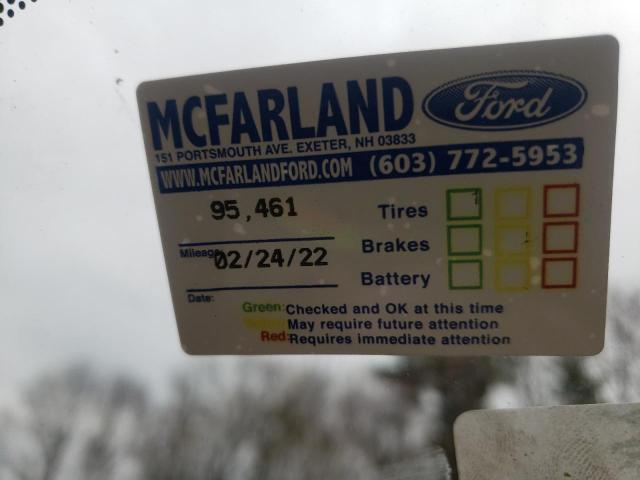 MCFARLAND Ford
151 PORTSMOUTH AVE. EXETER, NH 03833
WWW.MCFARLANDFORD.COM (603) 772-5953
95,461 Tires
Mileage Brakes
02/24/22
Battery
Date:
Green: Checked and OK at this time
May require future attention
Red: Requires immediate attention